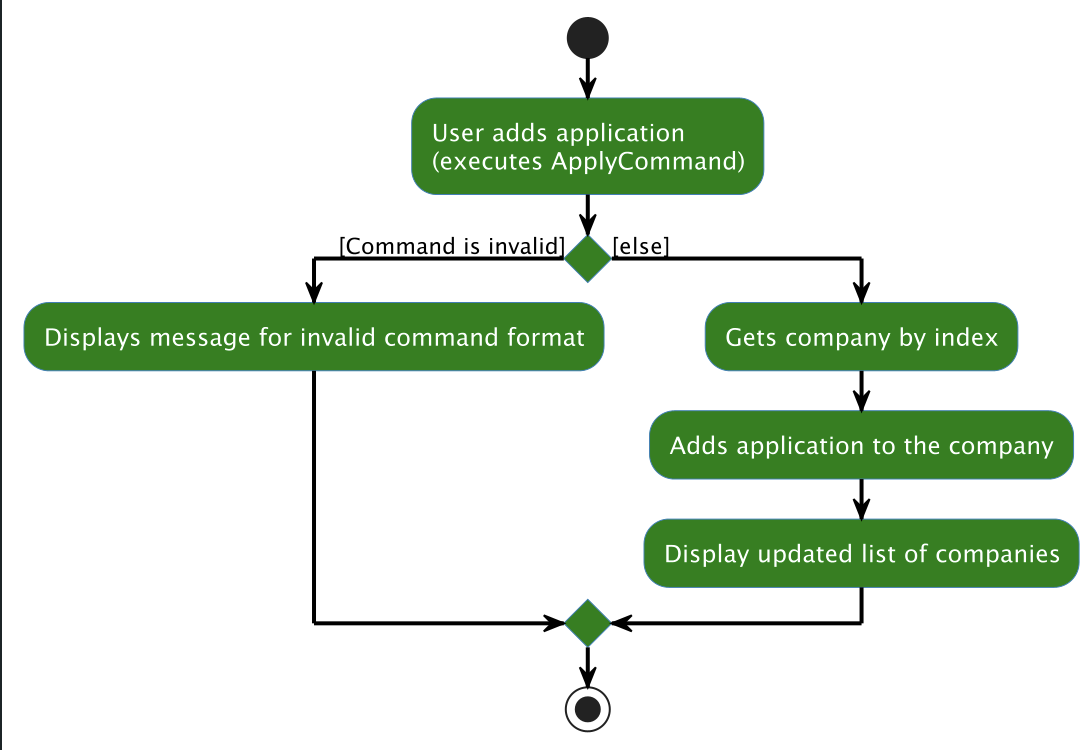 User adds application
(executes ApplyCommand)
[Command is invalid]
[else]
Displays message for invalid command format
Gets company by index
Adds application to the company
Display updated list of companies